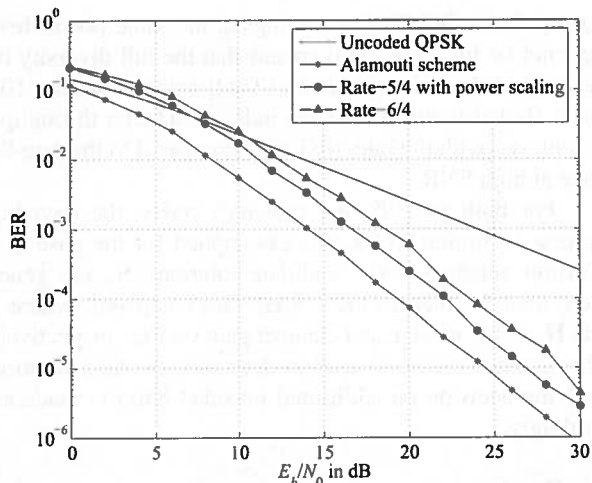 BER
10^0
10^-1
10^-2
10^-3
10^-4
10^-5
10^-6
Uncoded QPSK
Alamouti scheme
Rate-5/4 with power scaling
Rate-6/4
0
5
10
15
20
25
30
E_b/N_0 in dB